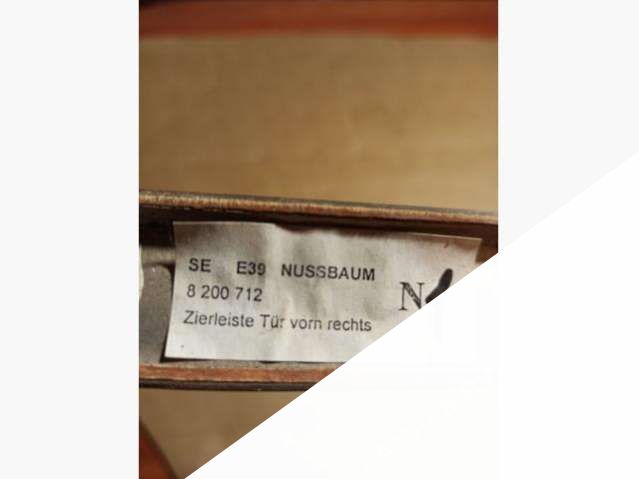 SE E39 NUSSBAUM
8 200 712
Zierleiste Tür vorn rechts